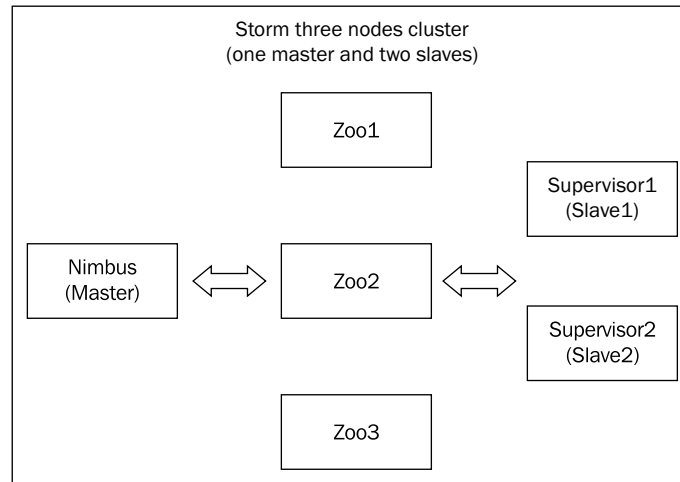 Storm three nodes cluster
(one master and two slaves)
Zoo1
Supervisor1
(Slave1)
Nimbus
(Master)
Zoo2
Supervisor2
(Slave2)
Zoo3